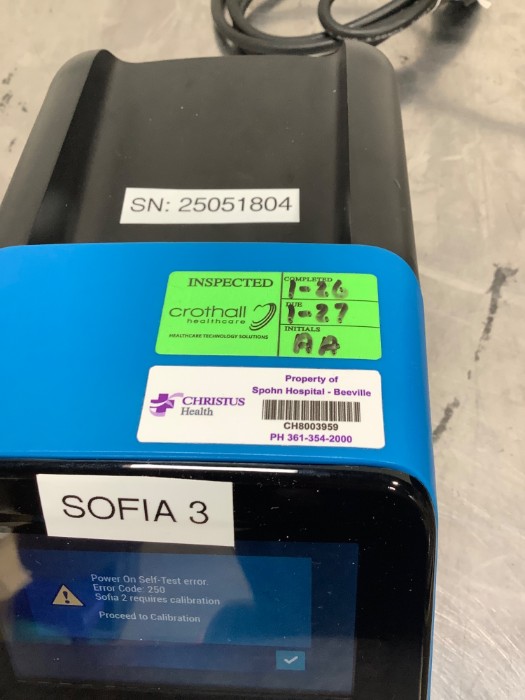 SN: 25051804
INSPECTED
crothall
healthcare
HEALTHCARE TECHNOLOGY SOLUTIONS
COMPLETED
1-26
DUE
1-27
INITIALS
AA
CHRISTUS
Health
Property of
Spohn Hospital - Beeville
CH8003959
PH 361-354-2000
SOFIA 3
Power On Self-Test error.
Error Code: 250
Sofia 2 requires calibration
Proceed to Calibration